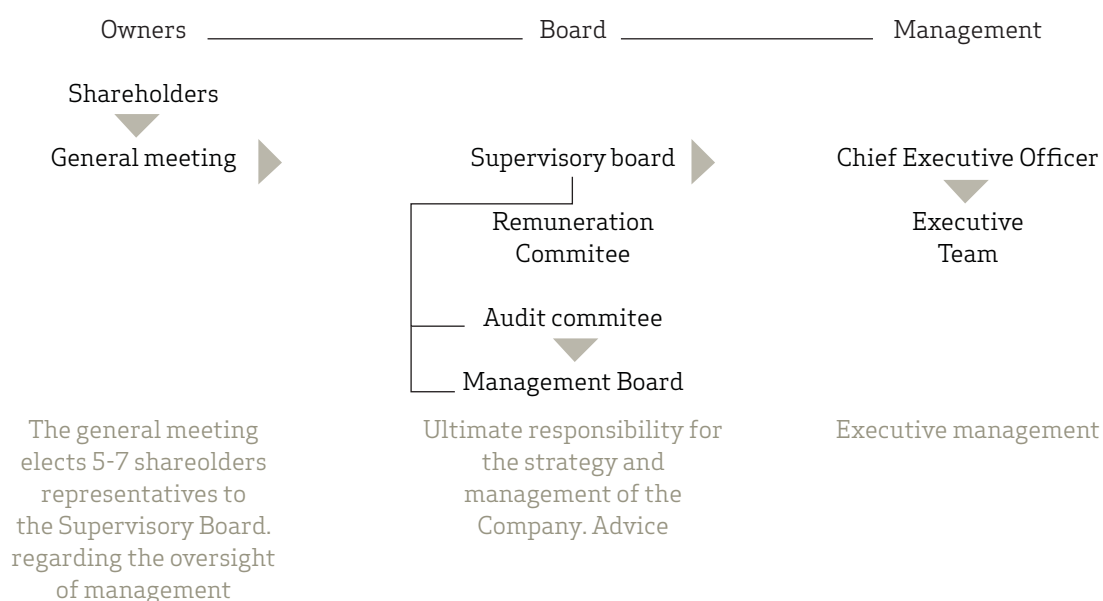 Owners Board Management
Shareholders
General meeting
Supervisory board
Chief Executive Officer
Remuneration
Commitee
Executive
Team
Audit commitee
Management Board
The general meeting
elects 5-7 shareolders
representatives to
the Supervisory Board.
regarding the oversight
of management
Ultimate responsibility for
the strategy and
management of the
Company. Advice
Executive management